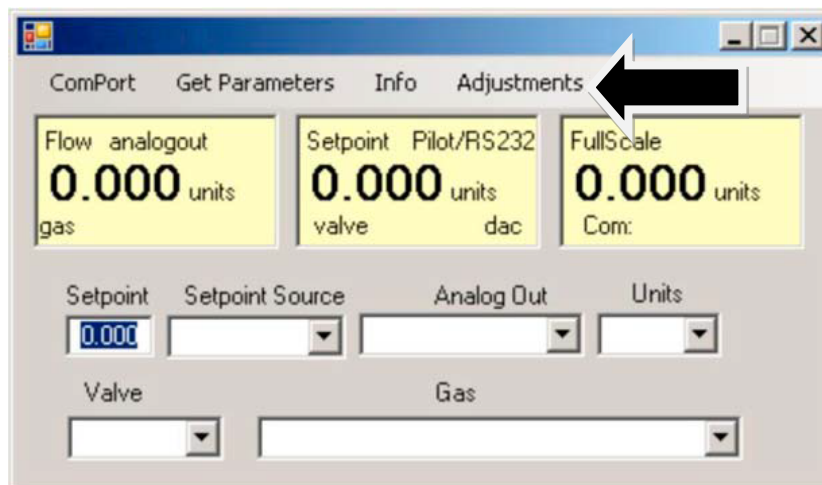 ComPort Get Parameters Info Adjustments
Flow analogout
0.000 units
gas
Setpoint Pilot/RS232
0.000 units
valve dac
FullScale
0.000 units
Com:
Setpoint Setpoint Source Analog Out Units
0.000
Valve Gas